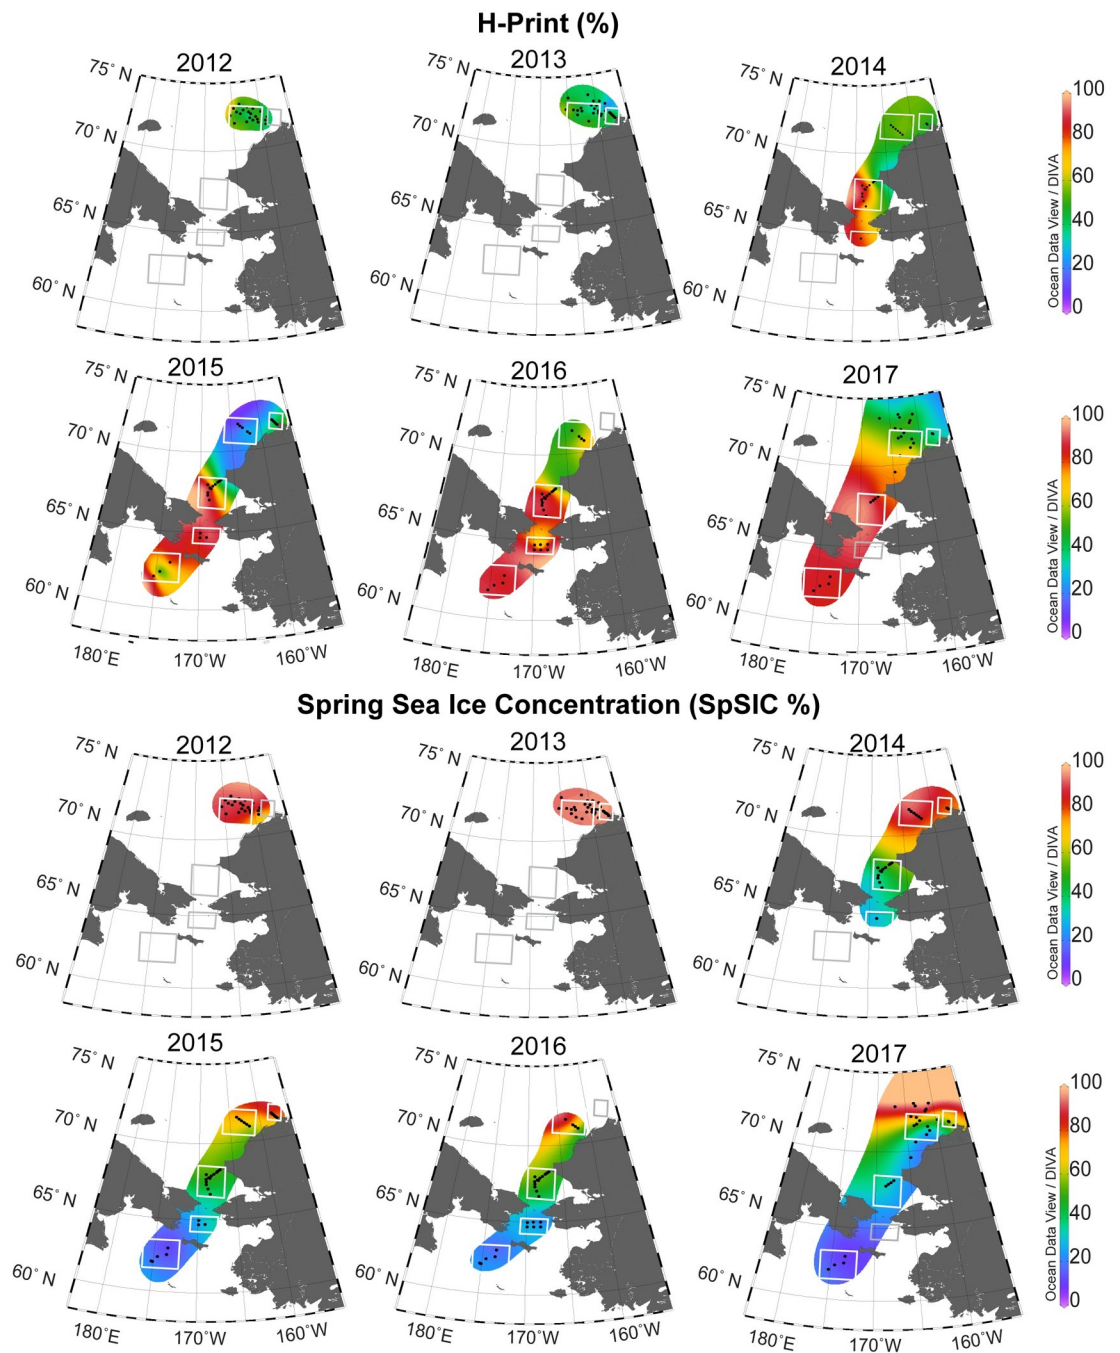 H-Print (%)
2012
2013
2014
75° N
70° N
65° N
60° N
75° N
70° N
65° N
60° N
75° N
70° N
65° N
60° N
100
80
60
40
20
0
Ocean Data View / DIVA
2015
2016
2017
75° N
70° N
65° N
60° N
75° N
70° N
65° N
60° N
75° N
70° N
65° N
60° N
180°E
170°W
160°W
180°E
170°W
160°W
180°E
170°W
160°W
100
80
60
40
20
0
Ocean Data View / DIVA
Spring Sea Ice Concentration (SpSIC %)
2012
2013
2014
75° N
70° N
65° N
60° N
75° N
70° N
65° N
60° N
75° N
70° N
65° N
60° N
100
80
60
40
20
0
Ocean Data View / DIVA
2015
2016
2017
75° N
70° N
65° N
60° N
75° N
70° N
65° N
60° N
75° N
70° N
65° N
60° N
180°E
170°W
160°W
180°E
170°W
160°W
180°E
170°W
160°W
100
80
60
40
20
0
Ocean Data View / DIVA